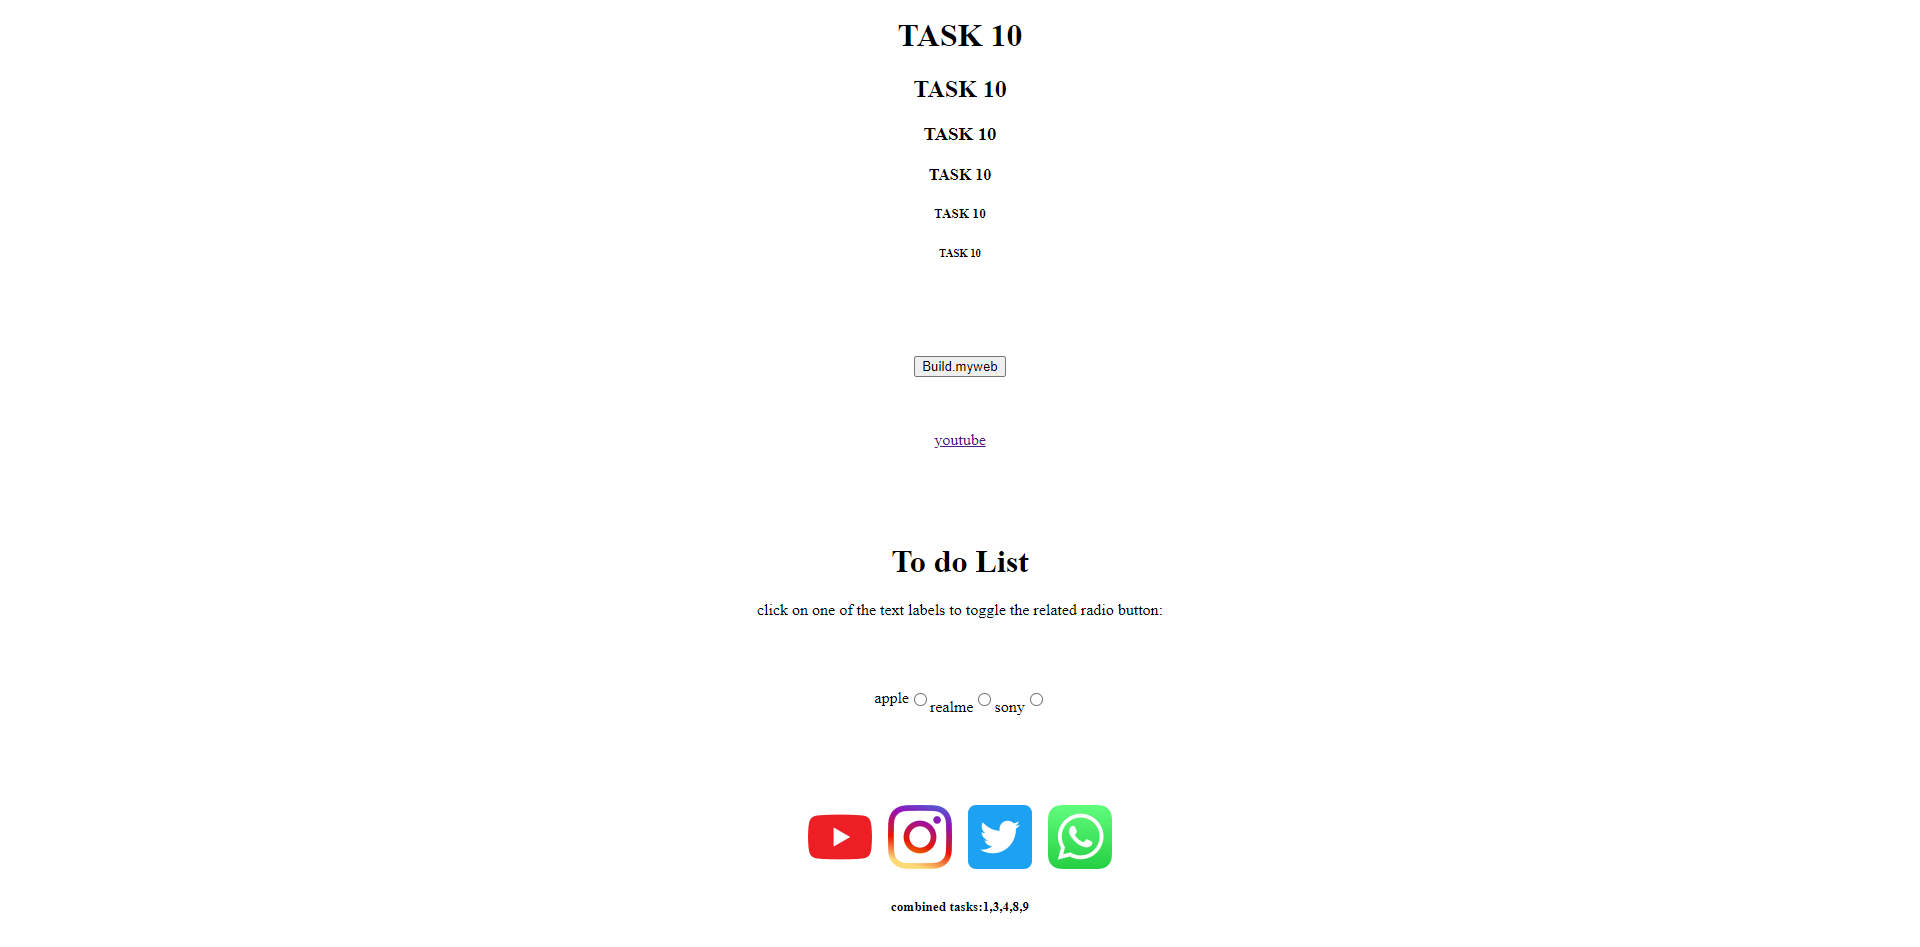 TASK 10
TASK 10
TASK 10
TASK 10
TASK 10
TASK 10
Build.myweb
youtube
To do List
click on one of the text labels to toggle the related radio button:
apple realme sony
combined tasks:1,3,4,8,9